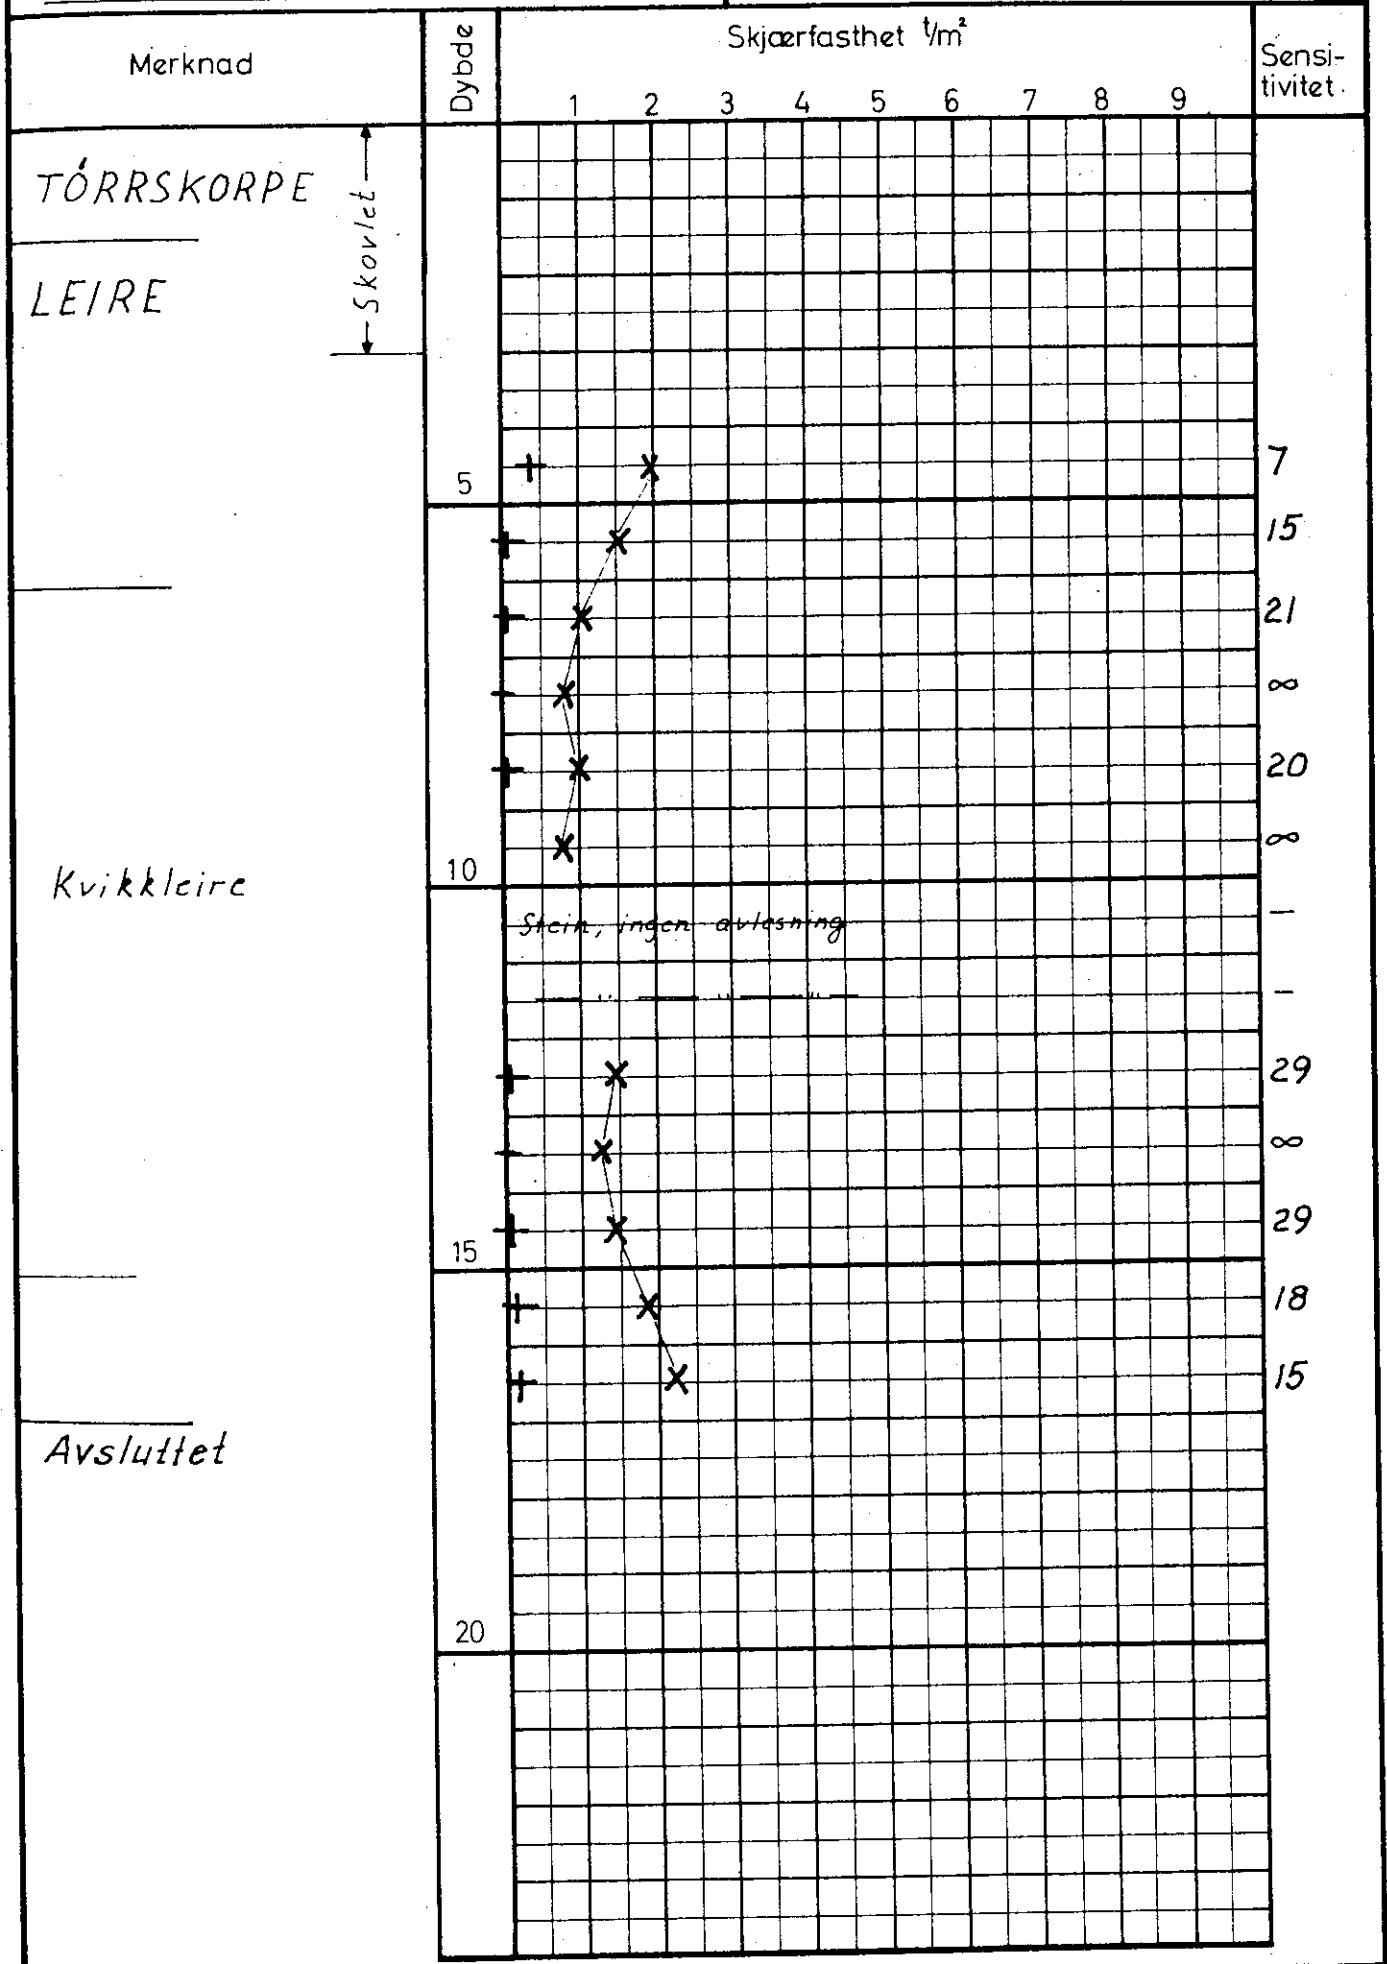 Merknad
Dybde
Skjærfasthet t/m²
Sensi-
tivitet.
1 2 3 4 5 6 7 8 9
TÓRRSKORPE
Skovlet
LEIRE
7
5
15
21
∞
20
∞
10
Kvikkleire
Stein, ingen avlesning
—
— " — " — " —
—
29
∞
29
15
18
15
Avsluttet
20